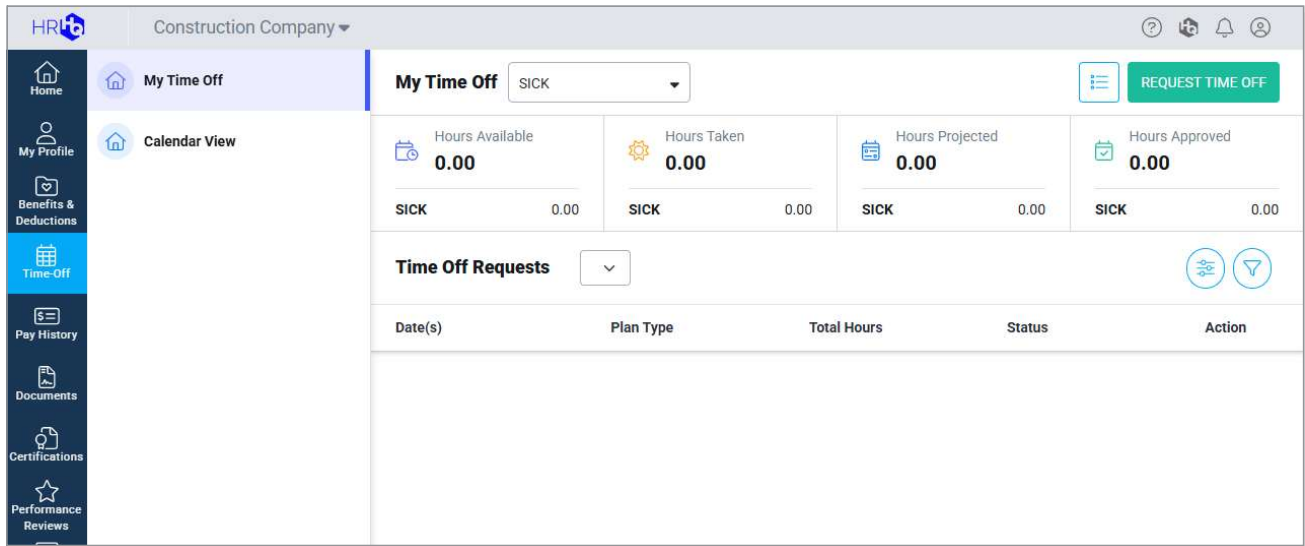 HRHQ
Construction Company
Home
My Profile
Benefits &
Deductions
Time-Off
Pay History
Documents
Certifications
Performance
Reviews
My Time Off
Calendar View
My Time Off SICK
REQUEST TIME OFF
Hours Available
0.00
SICK 0.00
Hours Taken
0.00
SICK 0.00
Hours Projected
0.00
SICK 0.00
Hours Approved
0.00
SICK 0.00
Time Off Requests
Date(s) Plan Type Total Hours Status Action